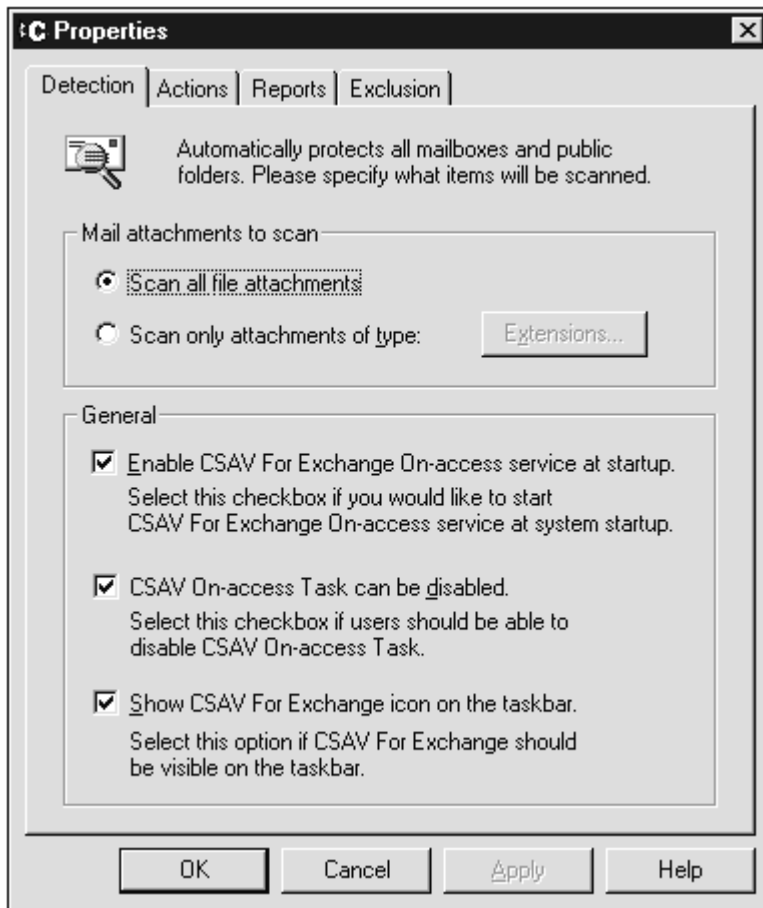 C Properties
Detection
Actions
Reports
Exclusion
Automatically protects all mailboxes and public
folders. Please specify what items will be scanned.
Mail attachments to scan
Scan all file attachments
Scan only attachments of type:
Extensions...
General
Enable CSAV For Exchange On-access service at startup.
Select this checkbox if you would like to start
CSAV For Exchange On-access service at system startup.
CSAV On-access Task can be disabled.
Select this checkbox if users should be able to
disable CSAV On-access Task.
Show CSAV For Exchange icon on the taskbar.
Select this option if CSAV For Exchange should
be visible on the taskbar.
OK
Cancel
Apply
Help